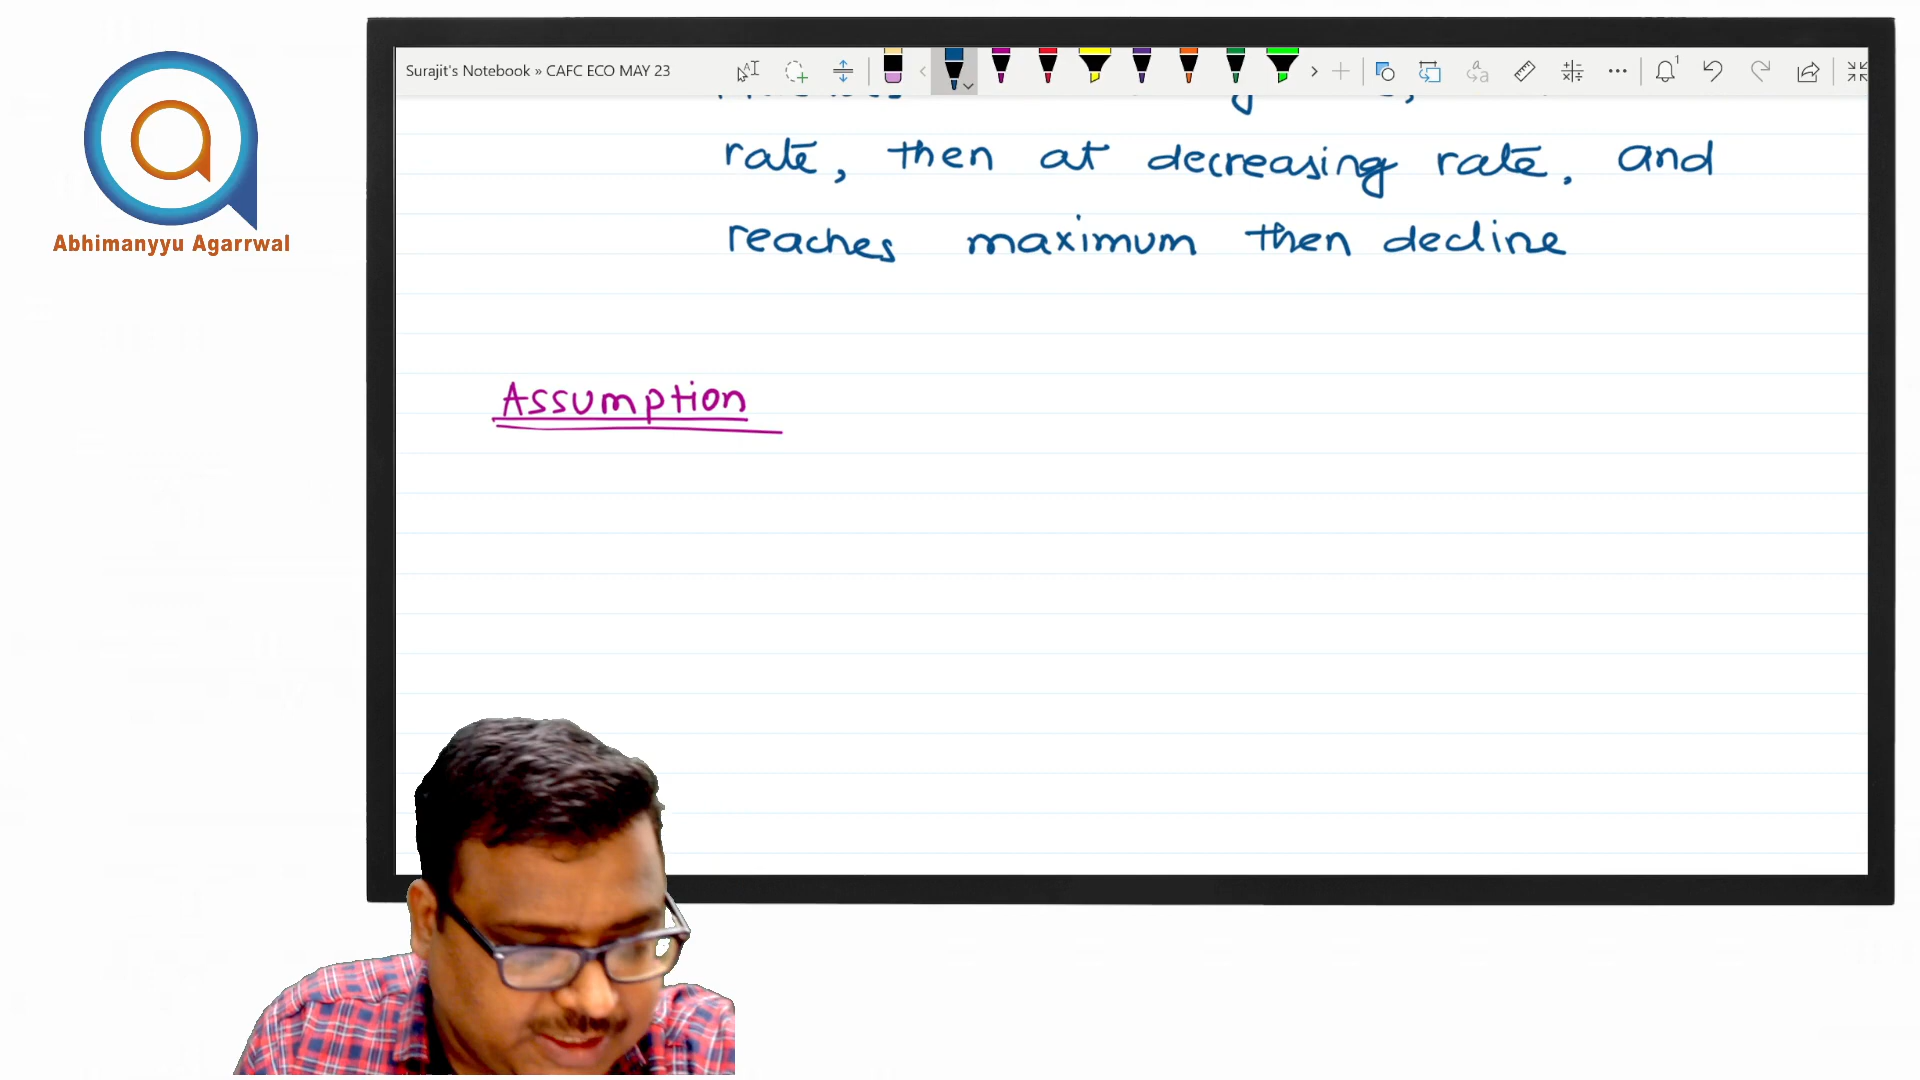 Surajit's Notebook » CAFC ECO MAY 23
rate, then at decreasing rate. and
reaches maximum then decline
Abhimanyyu Agarrwal
Assumption